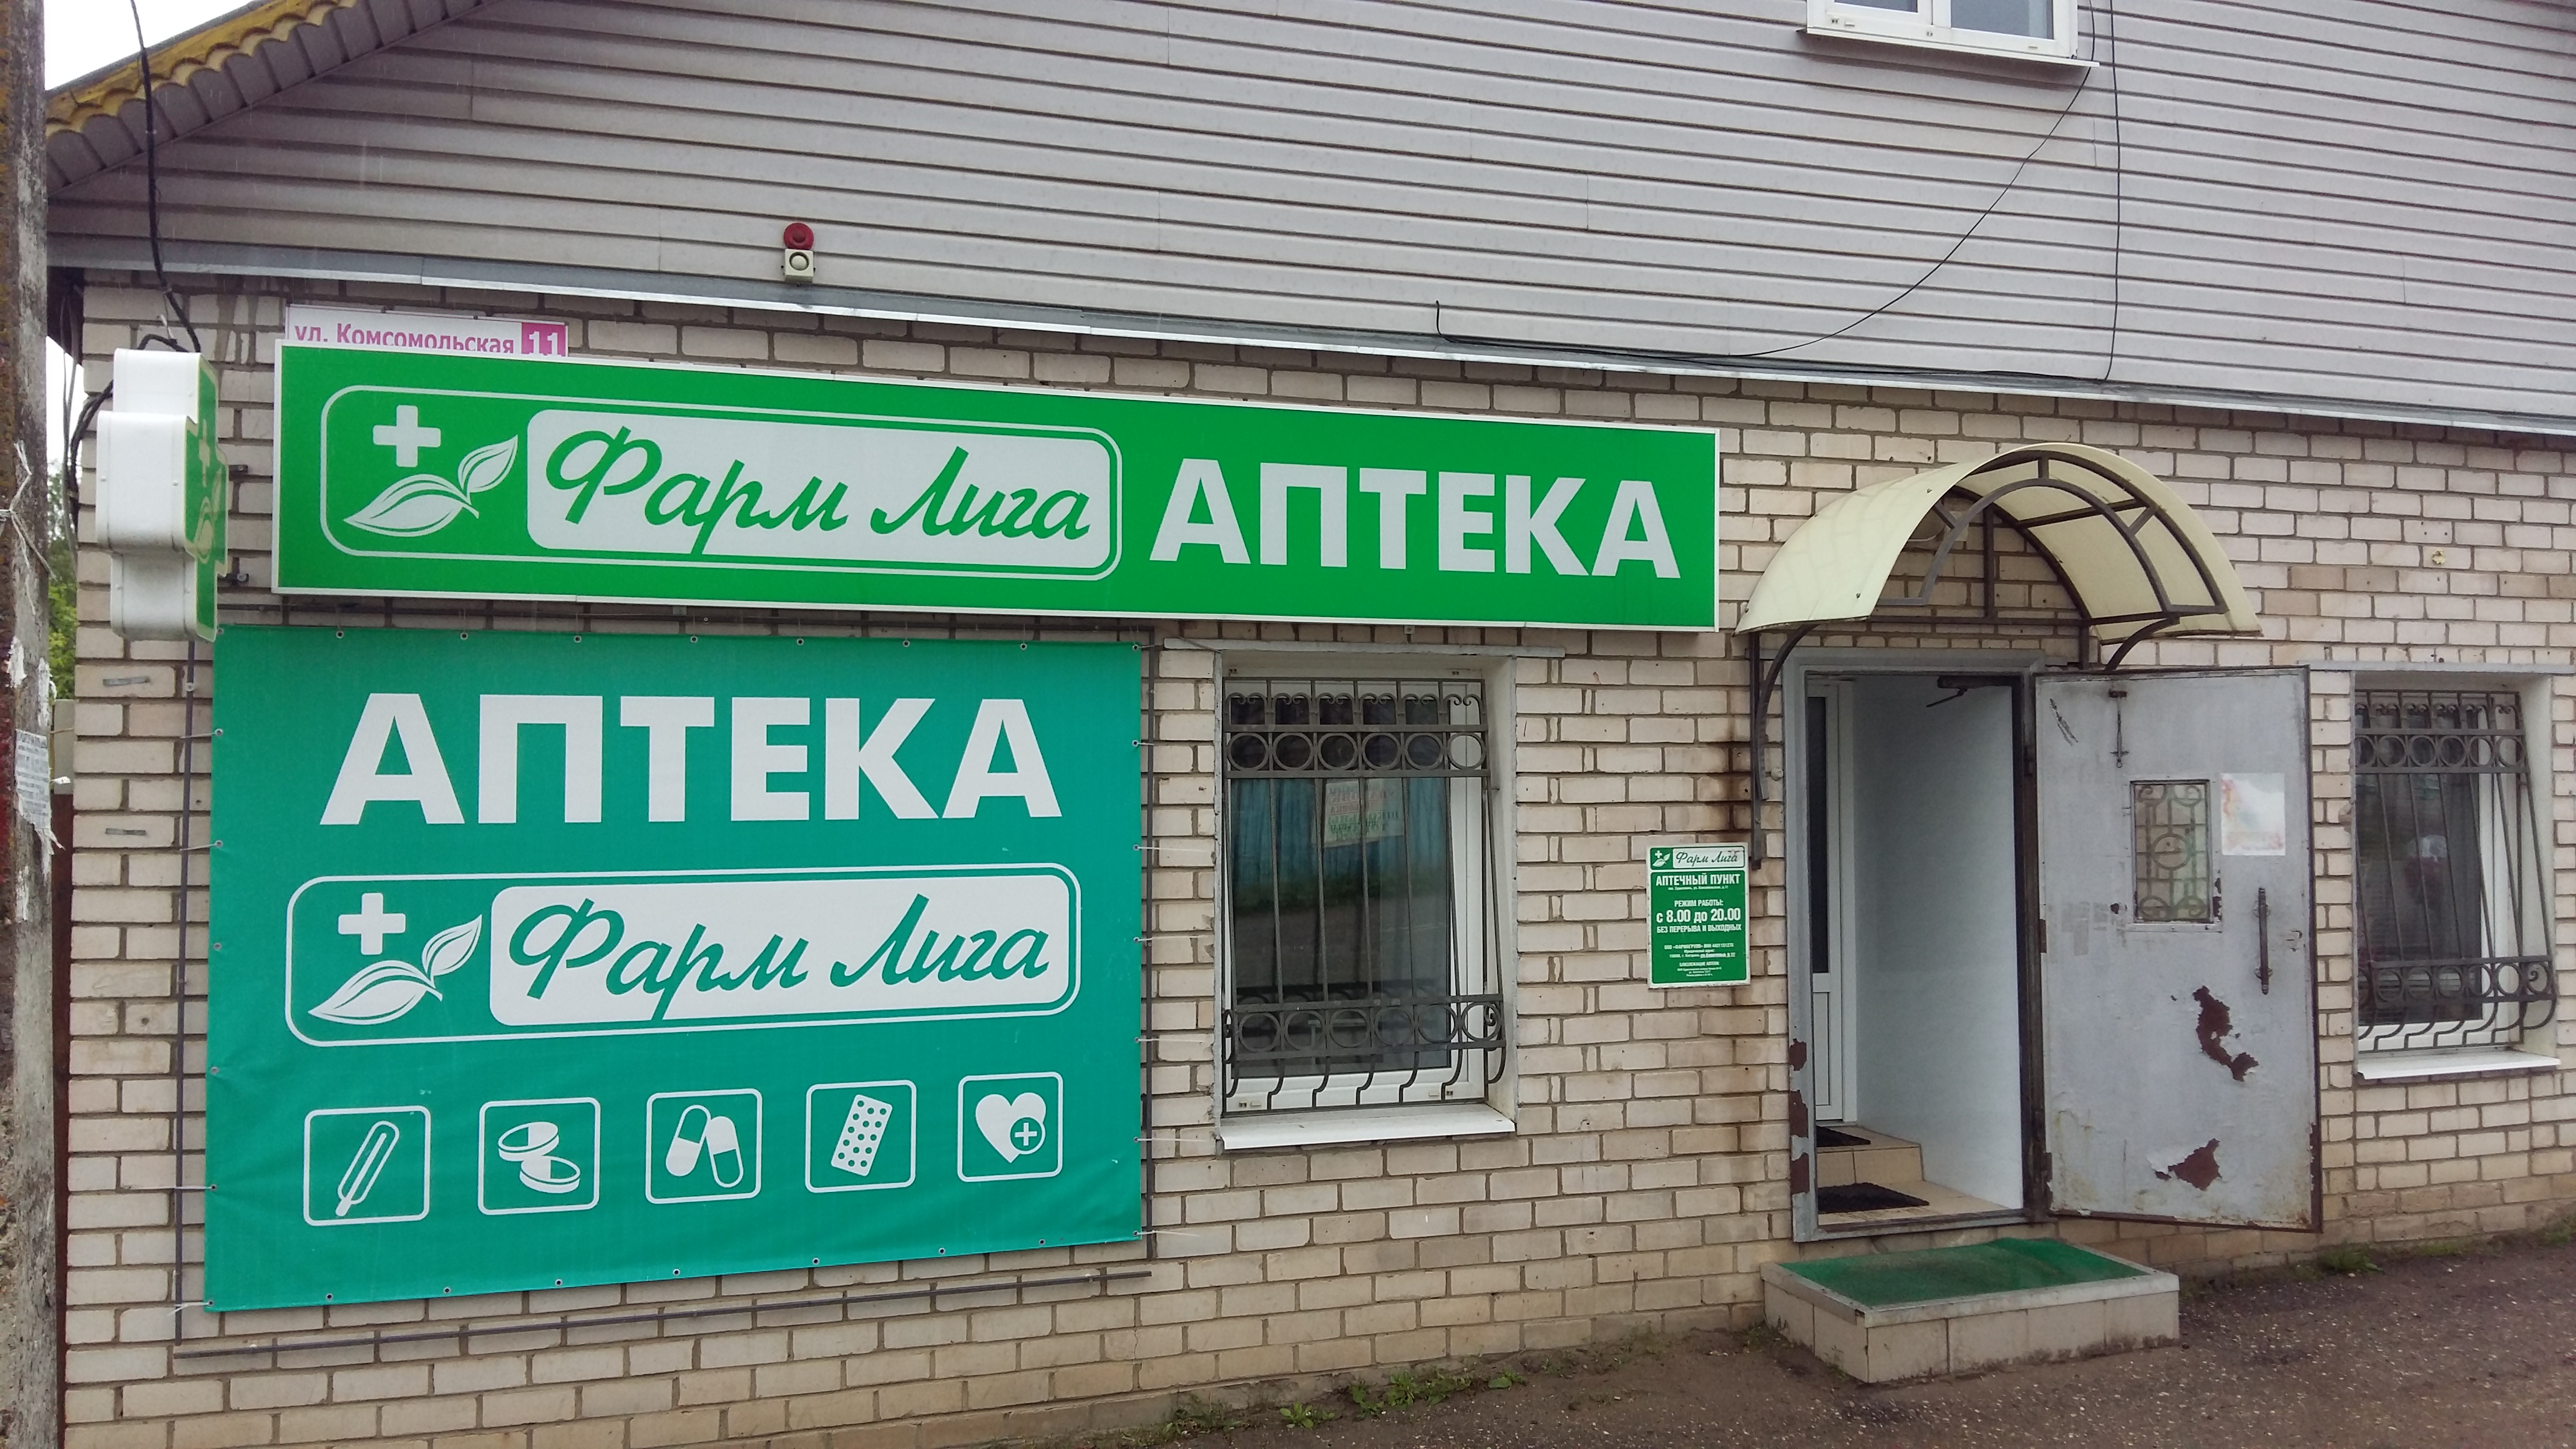 ул. Комсомольская 11
Фарм Лига АПТЕКА
АПТЕКА
Фарм Лига
Фарм Лига
АПТЕЧНЫЙ ПУНКТ
РЕЖИМ РАБОТЫ:
с 8.00 до 20.00
БЕЗ ПЕРЕРЫВА И ВЫХОДНЫХ